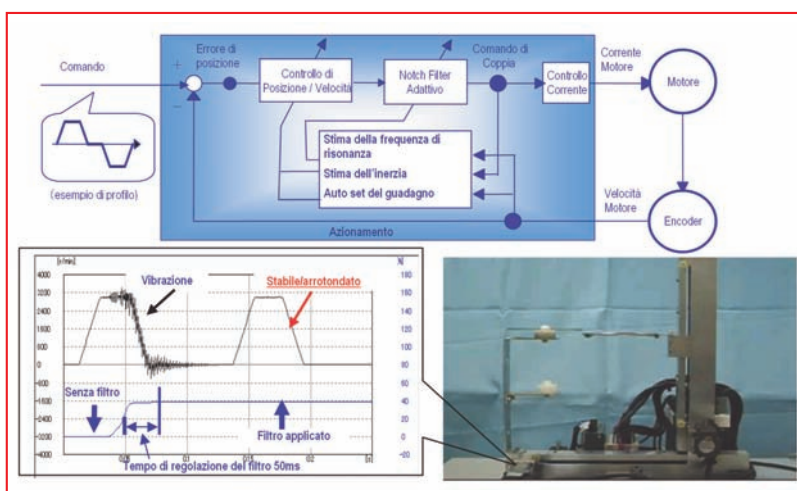 Comando
+
−
Errore di
posizione
Controllo di
Posizione / Velocità
Notch Filter
Adattivo
Comando di
Coppia
Controllo
Corrente
Corrente
Motore
Motore
Stima della frequenza di
risonanza
Stima dell'inerzia
Auto set del guadagno
(esempio di profilo)
Velocità
Motore
Encoder
Azionamento
[r/min]
[%]
4000
3200
2400
1600
800
0
-800
-1600
-2400
-3200
-4000
180
160
140
120
100
80
60
40
20
0
-20
Vibrazione
Stabile/arrotondato
Senza filtro
Filtro applicato
Tempo di regolazione del filtro 50ms